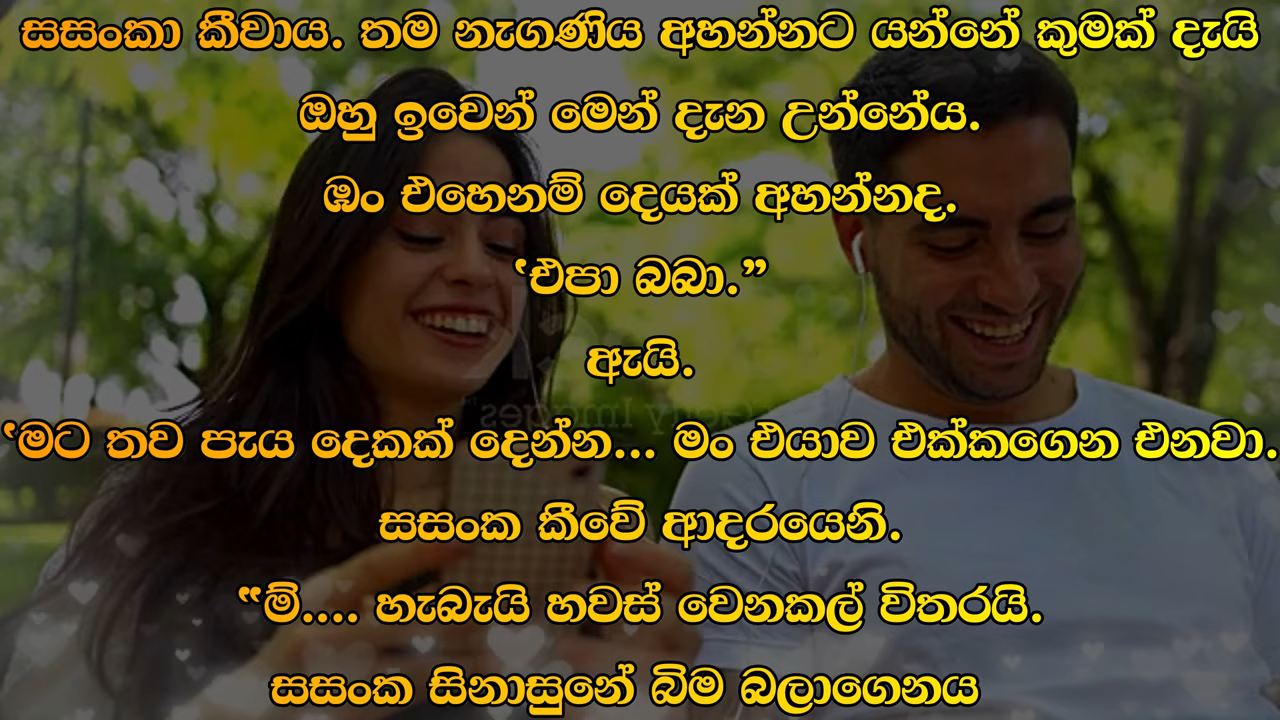 සසංකා කීවාය. තම නැගණිය අහන්නට යන්නේ කුමක් දැයි
ඔහු ඉවෙන් මෙන් දැන උන්නේය.
ඹං එහෙනම් දෙයක් අහන්නද.
‘එපා බබා.”
ඇයි.
‘මට තව පැය දෙකක් දෙන්න... මං එයාව එක්කගෙන එනවා.
සසංක කීවේ ආදරයෙනි.
“ම්.... හැබැයි හවස් වෙනකල් විතරයි.
සසංක සිනාසුනේ බිම බලාගෙනය